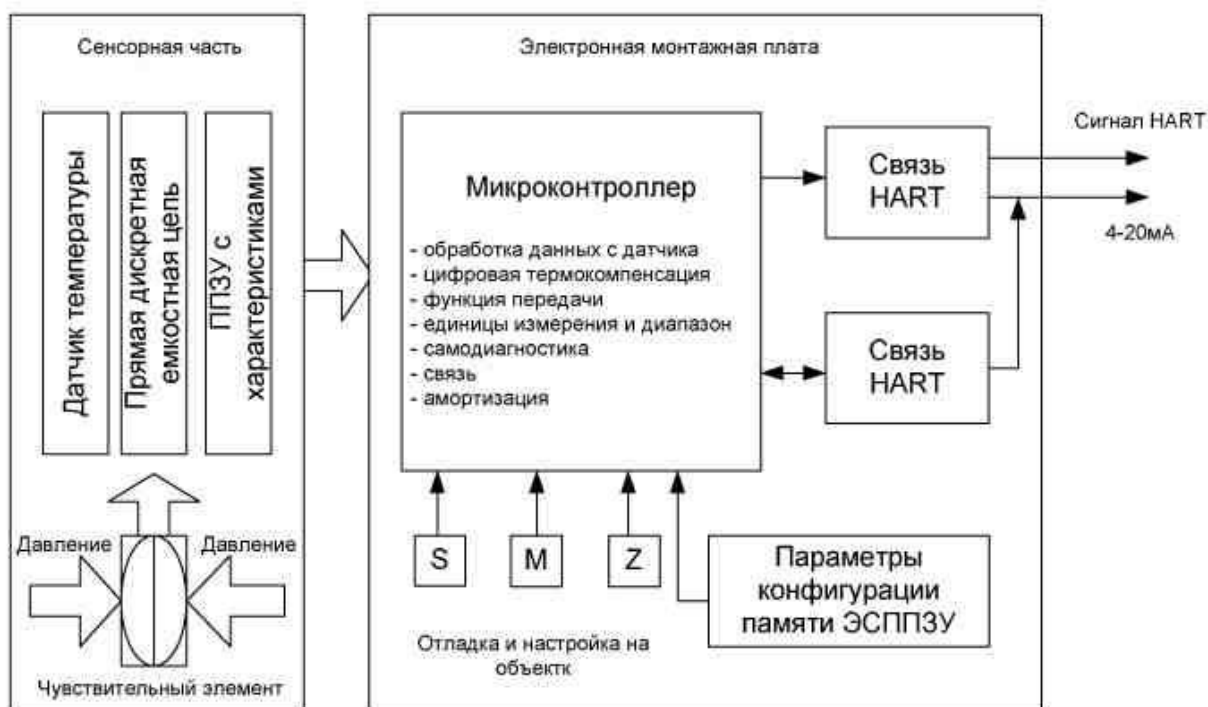 Сенсорная часть
Датчик температуры
Прямая дискретная
емкостная цепь
ППЗУ с
характеристиками
Давление
Давление
Чувствительный элемент
Электронная монтажная плата
Микроконтроллер
- обработка данных с датчика
- цифровая термокомпенсация
- функция передачи
- единицы измерения и диапазон
- самодиагностика
- связь
- амортизация
Связь
HART
Связь
HART
Сигнал HART
4-20мА
S
M
Z
Параметры
конфигурации
памяти ЭСППЗУ
Отладка и настройка на
объектк